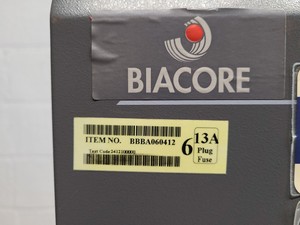 BIACORE
ITEM NO. BBBA060412
6
13A
Plug
Fuse